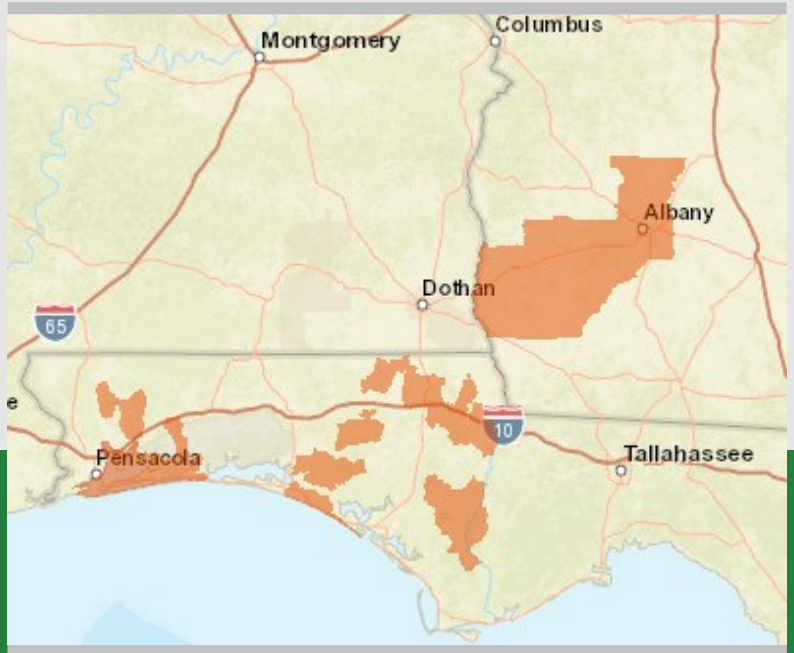 Columbus
Montgomery
Albany
Dothan
65
e
10
Pensacola
Tallahassee